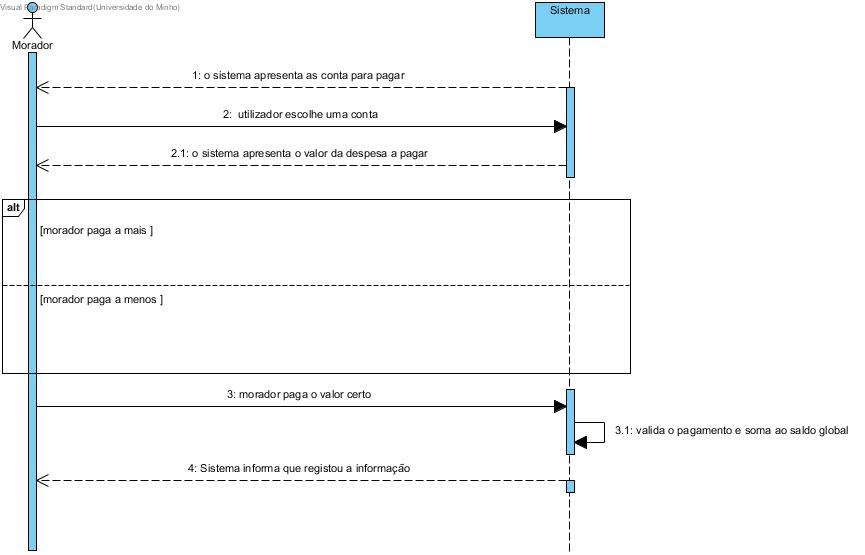 Visual Paradigm Standard(Universidade do Minho)
Sistema
Morador
1: o sistema apresenta as conta para pagar
2: utilizador escolhe uma conta
2.1: o sistema apresenta o valor da despesa a pagar
alt
[morador paga a mais ]
[morador paga a menos ]
3: morador paga o valor certo
3.1: valida o pagamento e soma ao saldo global
4: Sistema informa que registou a informação